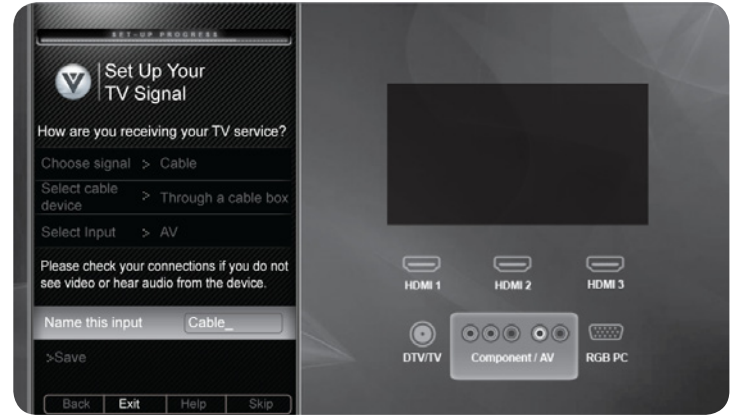 SET-UP PROGRESS
V
Set Up Your
TV Signal
How are you receiving your TV service?
Choose signal > Cable
Select cable
device > Through a cable box
Select Input > AV
Please check your connections if you do not
see video or hear audio from the device.
Name this input Cable_
>Save
Back Exit Help Skip
HDMI 1 HDMI 2 HDMI 3
DTV/TV Component / AV RGB PC